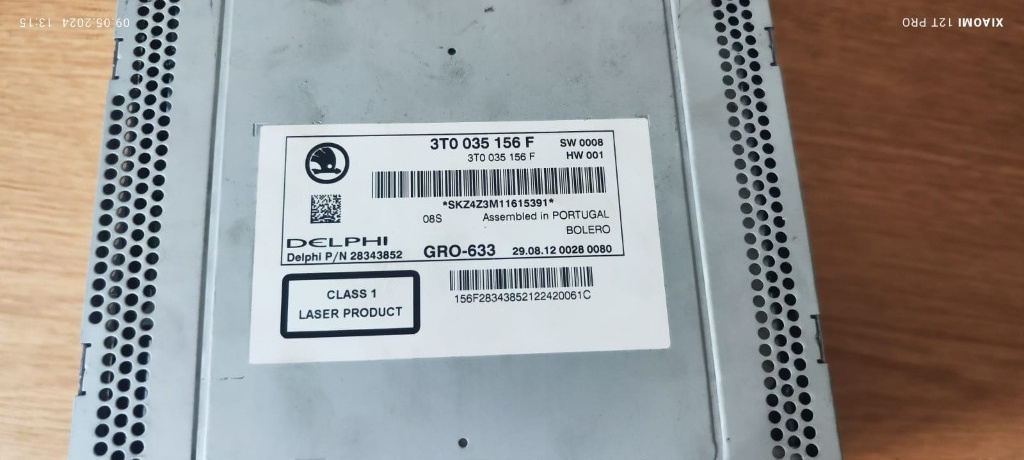 3T0 035 156 F SW 0008
3T0 035 156 F HW 001
*SKZ4Z3M11615391*
08S Assembled in PORTUGAL
BOLERO
DELPHI
Delphi P/N 28343852 GRO-633 29.08.12 0028 0080
CLASS 1
LASER PRODUCT
156F28343852122420061C
XIAOMI 12T PRO
09.05.2024 13:15